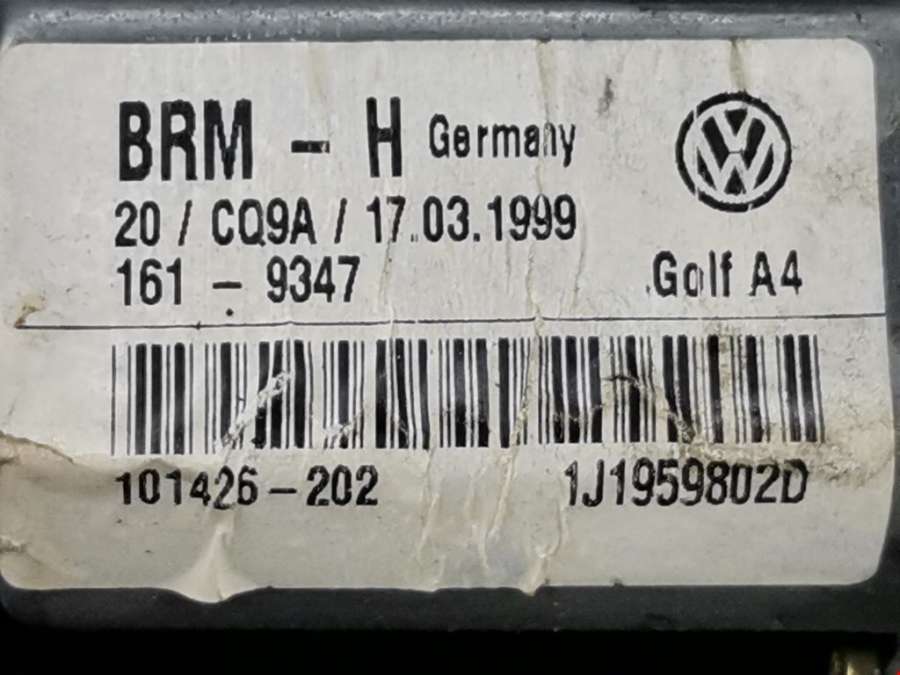 BRM - H Germany
20 / CQ9A / 17.03.1999
161 - 9347
Golf A4
101426-202
1J1959802D